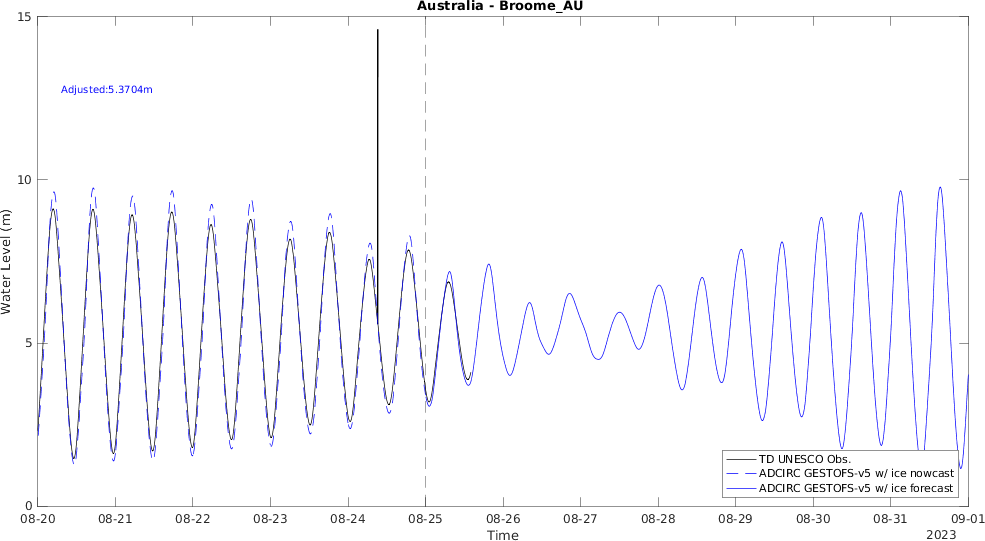 Australia - Broome_AU
15
Adjusted:5.3704m
10
Water Level (m)
5
0
TD UNESCO Obs.
ADCIRC GESTOFS-v5 w/ ice nowcast
ADCIRC GESTOFS-v5 w/ ice forecast
08-20 08-21 08-22 08-23 08-24 08-25 08-26 08-27 08-28 08-29 08-30 08-31 09-01
Time
2023